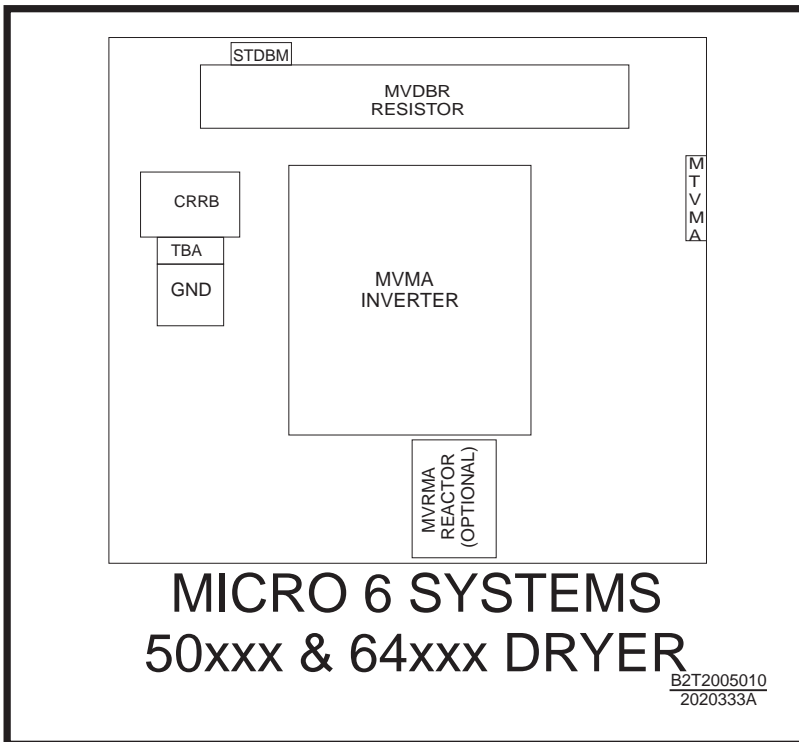 STDBM
MVDBR
RESISTOR
M
T
V
M
A
CRRB
TBA
GND
MVMA
INVERTER
MVRMA
REACTOR
(OPTIONAL)
MICRO 6 SYSTEMS
50xxx & 64xxx DRYER
B2T2005010
2020333A